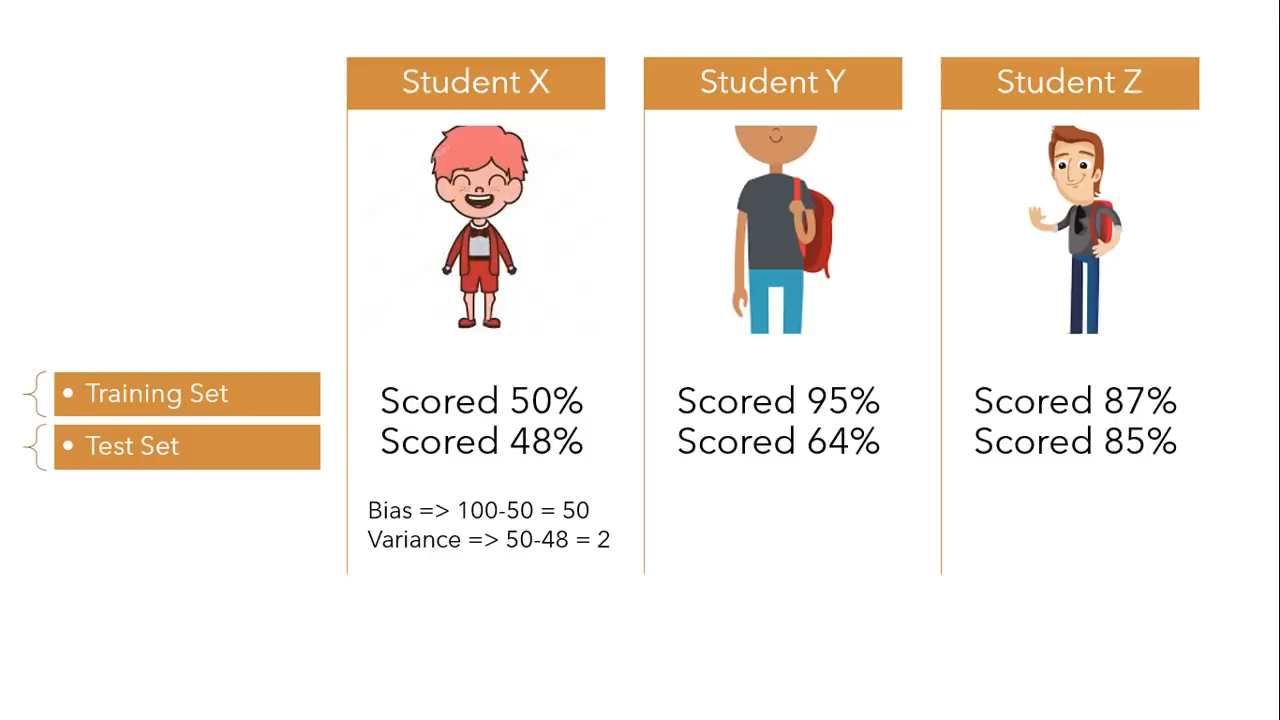 Student X
Student Y
Student Z
• Training Set
Scored 50%
Scored 95%
Scored 87%
• Test Set
Scored 48%
Scored 64%
Scored 85%
Bias => 100-50 = 50
Variance => 50-48 = 2